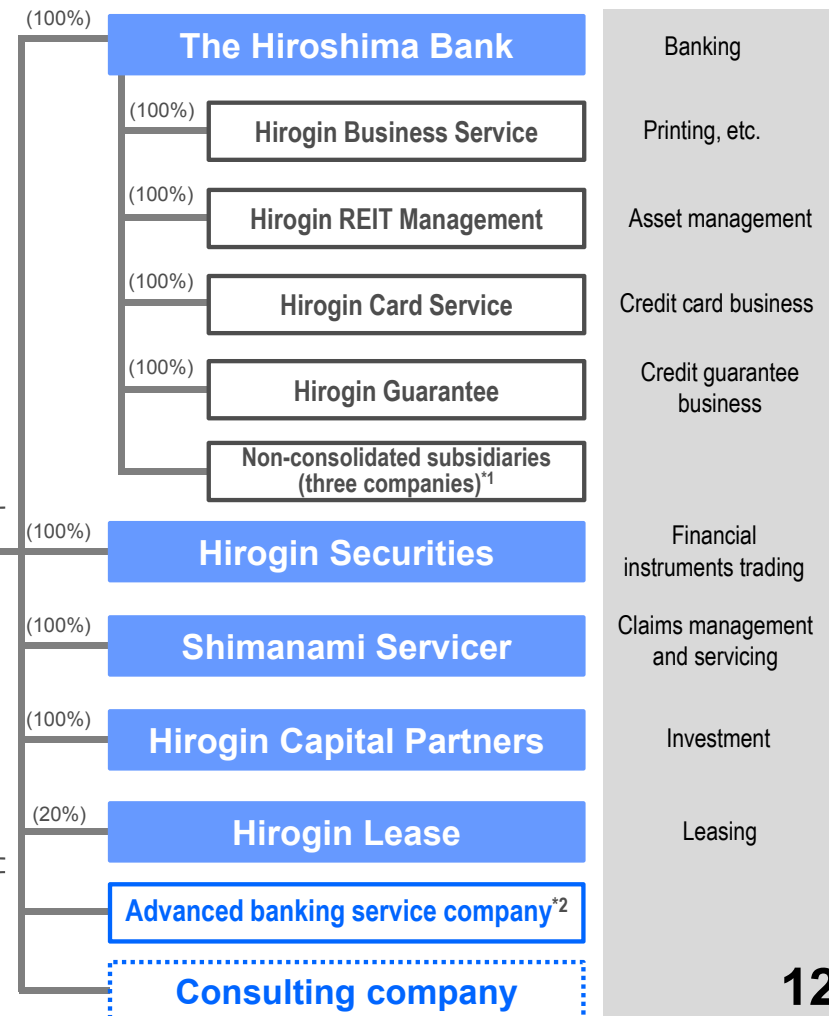 (100%)
The Hiroshima Bank
Banking
(100%)
Hirogin Business Service
Printing, etc.
(100%)
Hirogin REIT Management
Asset management
(100%)
Hirogin Card Service
Credit card business
(100%)
Hirogin Guarantee
Credit guarantee
business
Non-consolidated subsidiaries
(three companies)*1
(100%)
Hirogin Securities
Financial
instruments trading
(100%)
Shimanami Servicer
Claims management
and servicing
(100%)
Hirogin Capital Partners
Investment
(20%)
Hirogin Lease
Leasing
Advanced banking service company*2
Consulting company
12